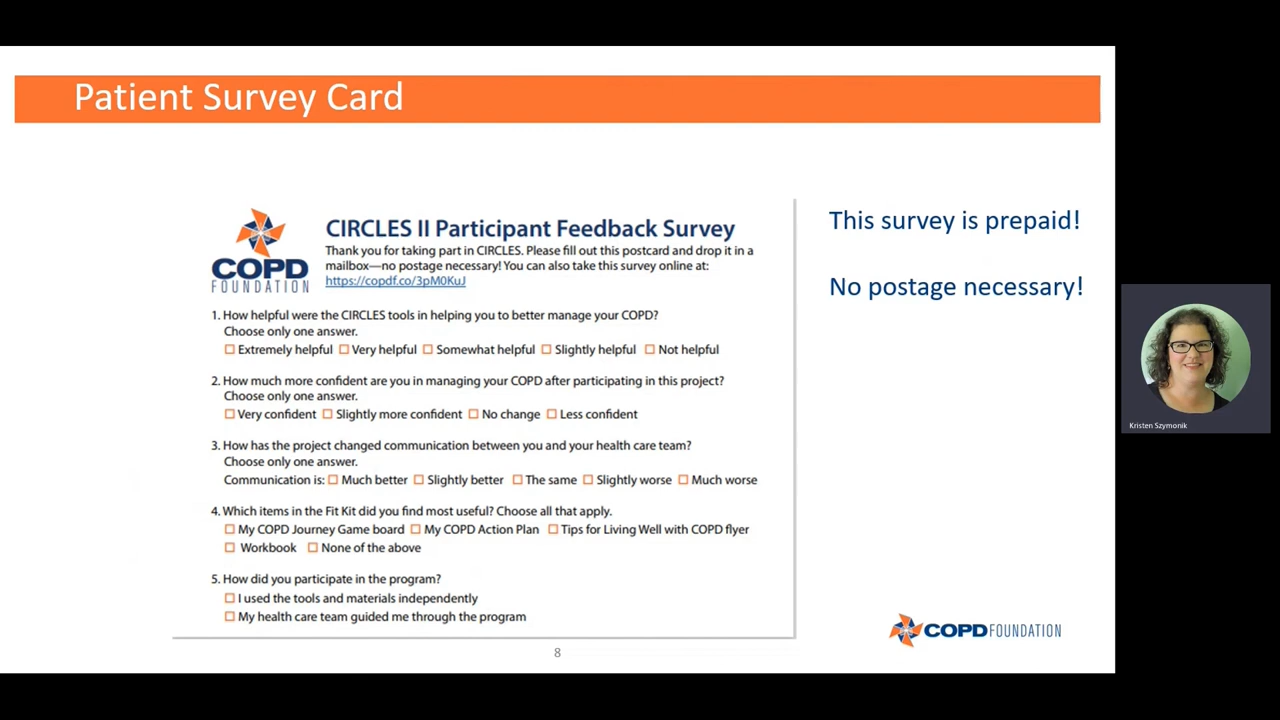 Patient Survey Card
COPD
FOUNDATION
CIRCLES II Participant Feedback Survey
Thank you for taking part in CIRCLES. Please fill out this postcard and drop it in a
mailbox—no postage necessary! You can also take this survey online at:
https://copdf.co/3pM0KuJ
1. How helpful were the CIRCLES tools in helping you to better manage your COPD?
Choose only one answer.
Extremely helpful Very helpful Somewhat helpful Slightly helpful Not helpful
2. How much more confident are you in managing your COPD after participating in this project?
Choose only one answer.
Very confident Slightly more confident No change Less confident
3. How has the project changed communication between you and your health care team?
Choose only one answer.
Communication is: Much better Slightly better The same Slightly worse Much worse
4. Which items in the Fit Kit did you find most useful? Choose all that apply.
My COPD Journey Game board My COPD Action Plan Tips for Living Well with COPD flyer
Workbook None of the above
5. How did you participate in the program?
I used the tools and materials independently
My health care team guided me through the program
This survey is prepaid!
No postage necessary!
Kristen Szymonik
COPD FOUNDATION
8